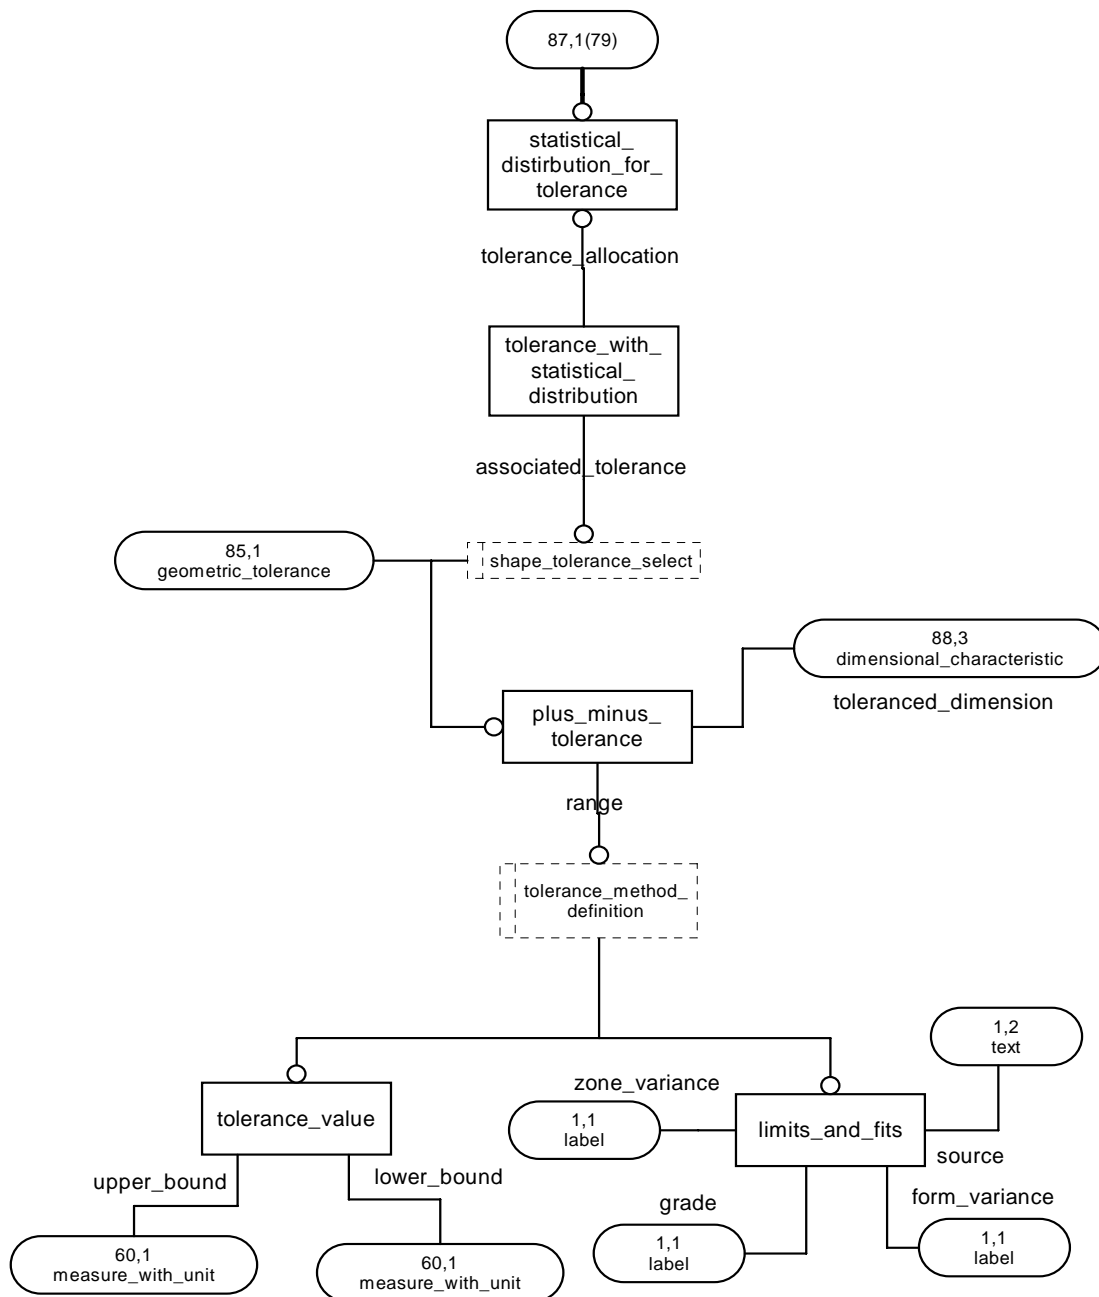 87,1(79)
statistical_
distirbution_for_
tolerance
tolerance_allocation
tolerance_with_
statistical_
distribution
associated_tolerance
85,1
geometric_tolerance
shape_tolerance_select
88,3
dimensional_characteristic
toleranced_dimension
plus_minus_
tolerance
range
tolerance_method_
definition
1,2
text
zone_variance
tolerance_value
1,1
label
limits_and_fits
source
upper_bound
lower_bound
grade
form_variance
60,1
measure_with_unit
60,1
measure_with_unit
1,1
label
1,1
label